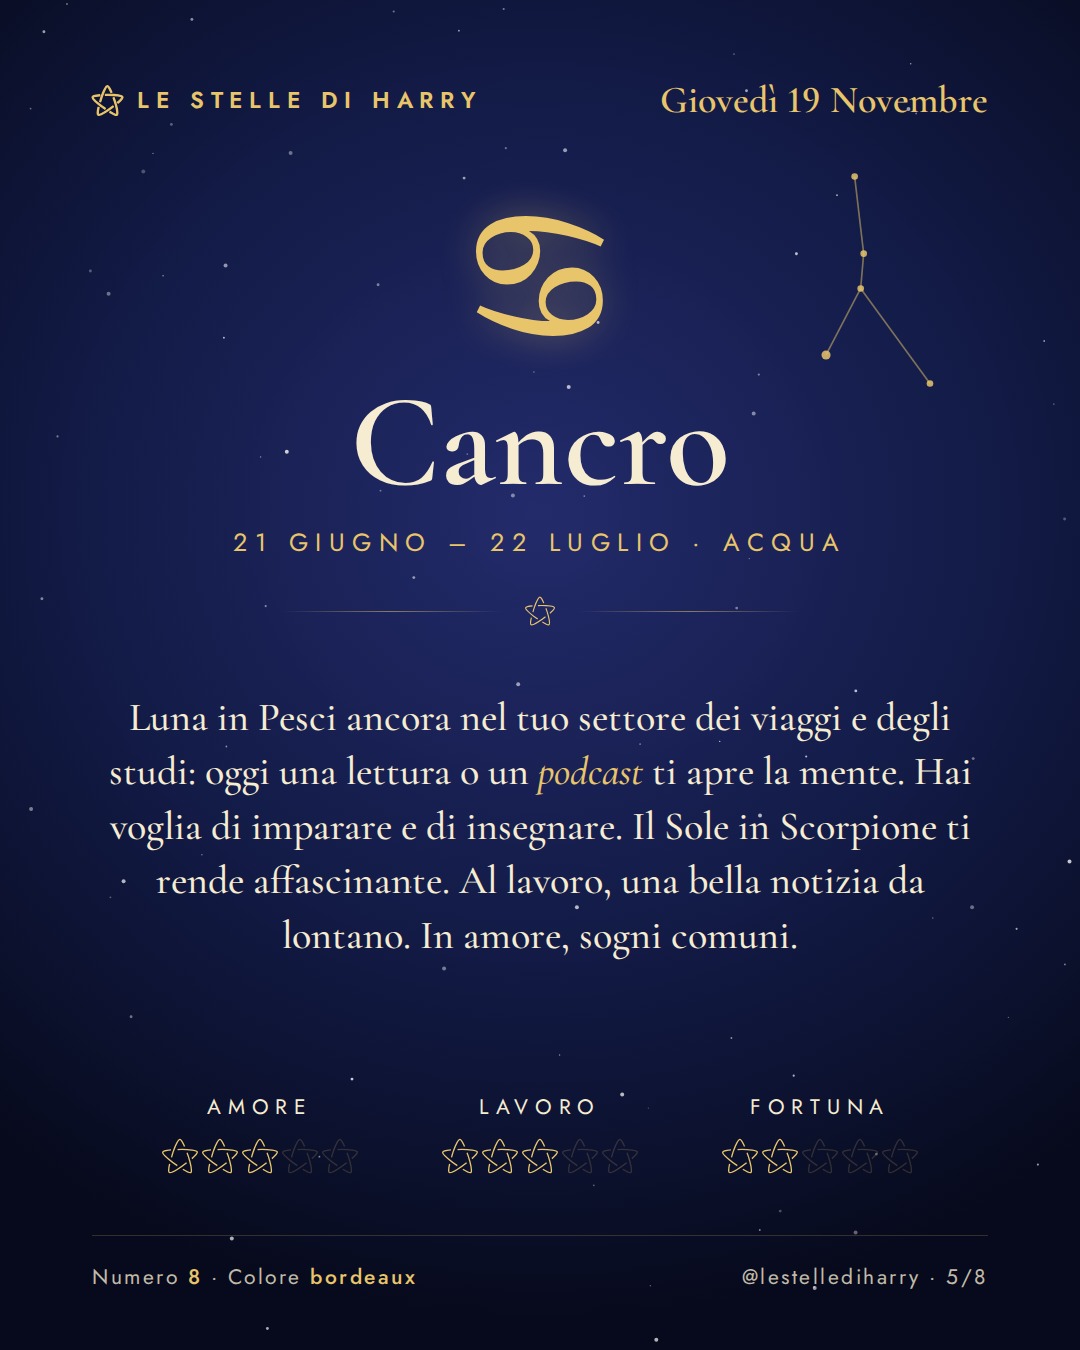 LE STELLE DI HARRY
Giovedì 19 Novembre
♋
Cancro
21 GIUGNO – 22 LUGLIO · ACQUA
Luna in Pesci ancora nel tuo settore dei viaggi e degli
studi: oggi una lettura o un podcast ti apre la mente. Hai
voglia di imparare e di insegnare. Il Sole in Scorpione ti
rende affascinante. Al lavoro, una bella notizia da
lontano. In amore, sogni comuni.
AMORE
LAVORO
FORTUNA
Numero 8 · Colore bordeaux
@lestellediharry · 5/8